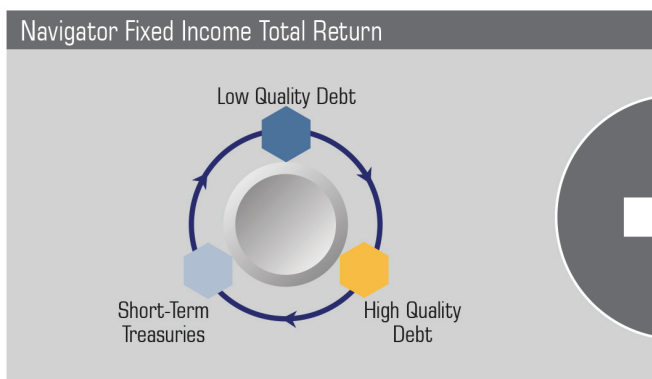 Navigator Fixed Income Total Return
Low Quality Debt
Short-Term
Treasuries
High Quality
Debt